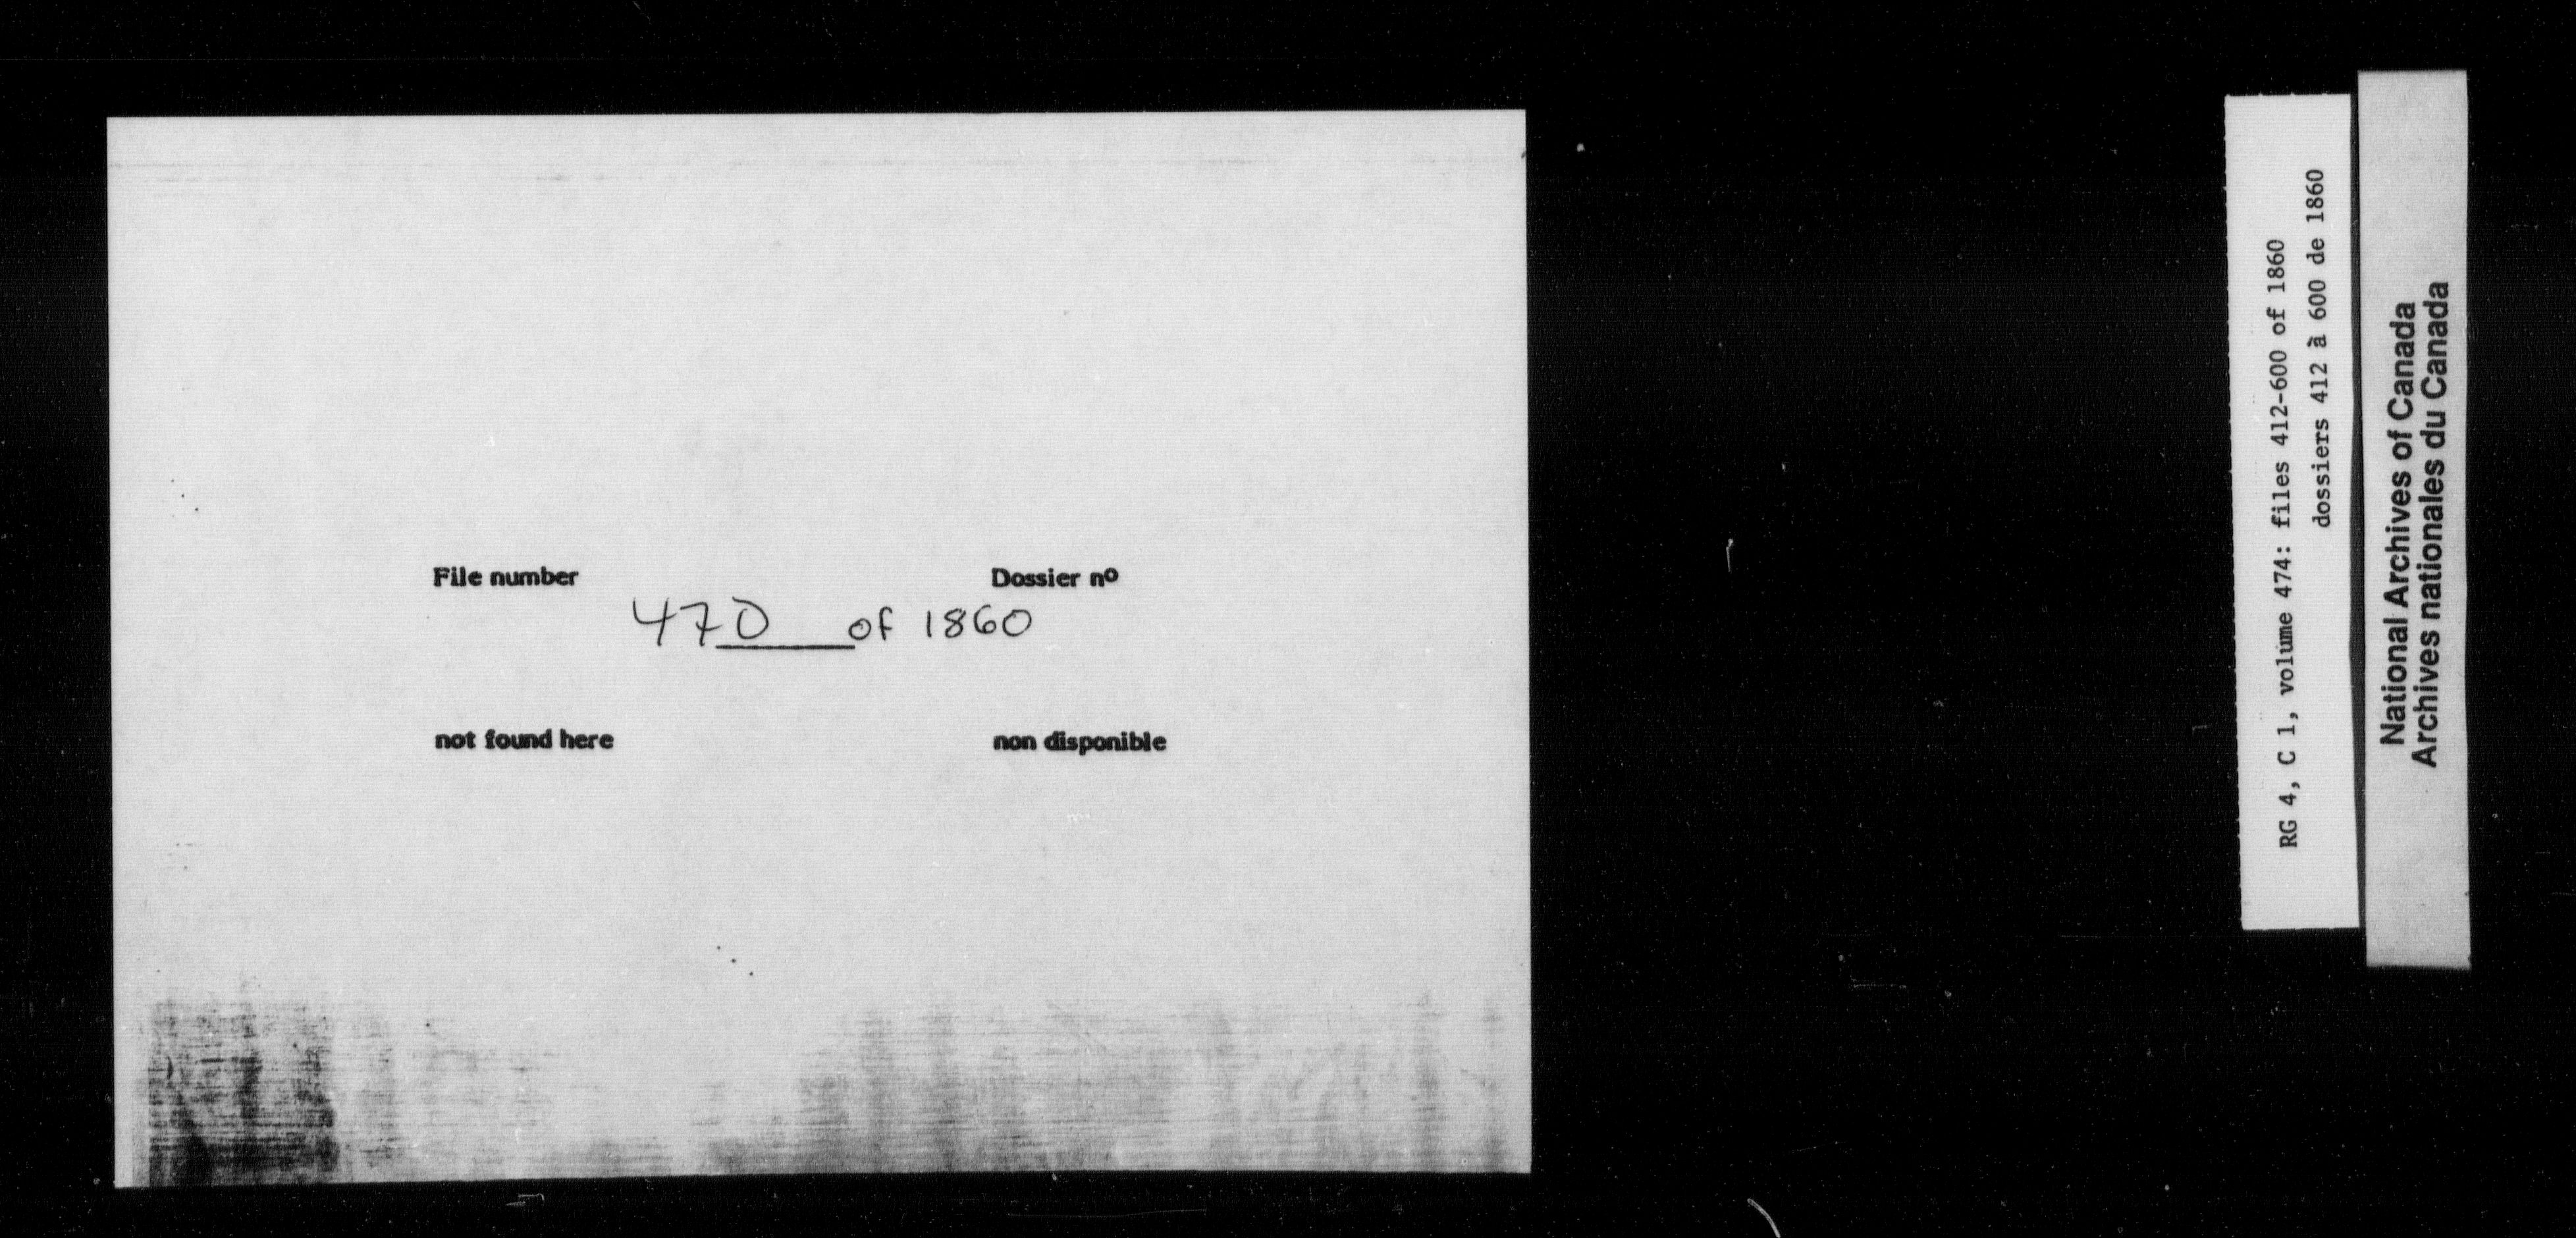 File number Dossier nº
470 of 1860
not found here non disponible
RG 4, C 1, volume 474: files 412-600 of 1860
dossiers 412 à 600 de 1860
National Archives of Canada
Archives nationales du Canada